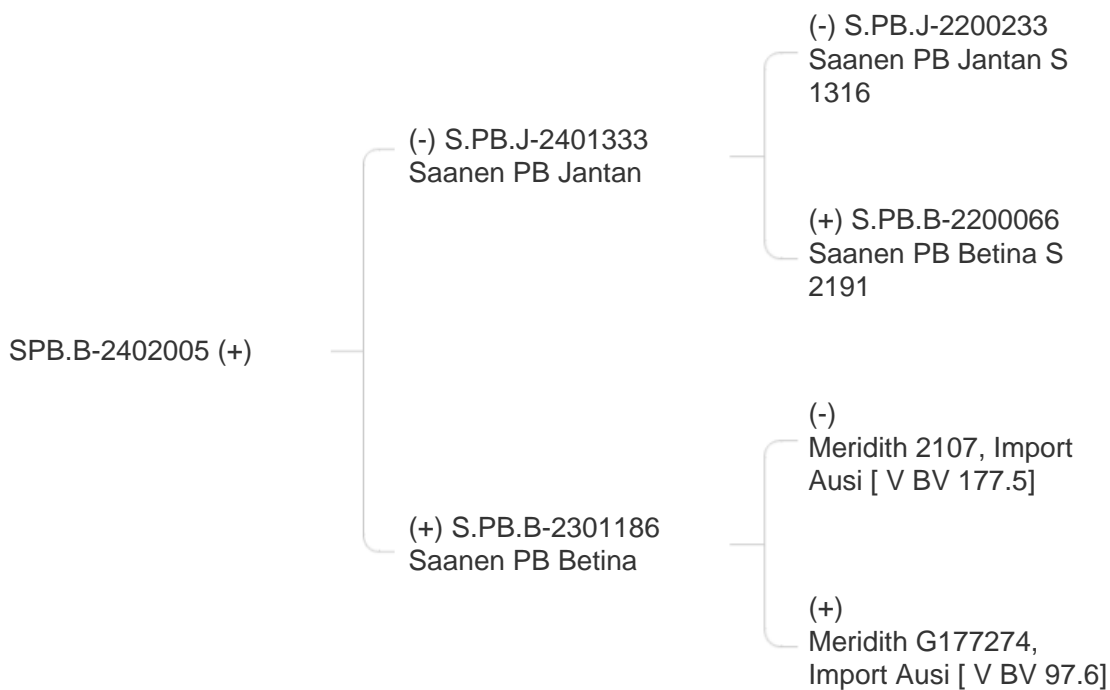 (-) S.PB.J-2200233
Saanen PB Jantan S
1316
(-) S.PB.J-2401333
Saanen PB Jantan
(+) S.PB.B-2200066
Saanen PB Betina S
2191
SPB.B-2402005 (+)
(-)
Meridith 2107, Import
Ausi [ V BV 177.5]
(+) S.PB.B-2301186
Saanen PB Betina
(+)
Meridith G177274,
Import Ausi [ V BV 97.6]